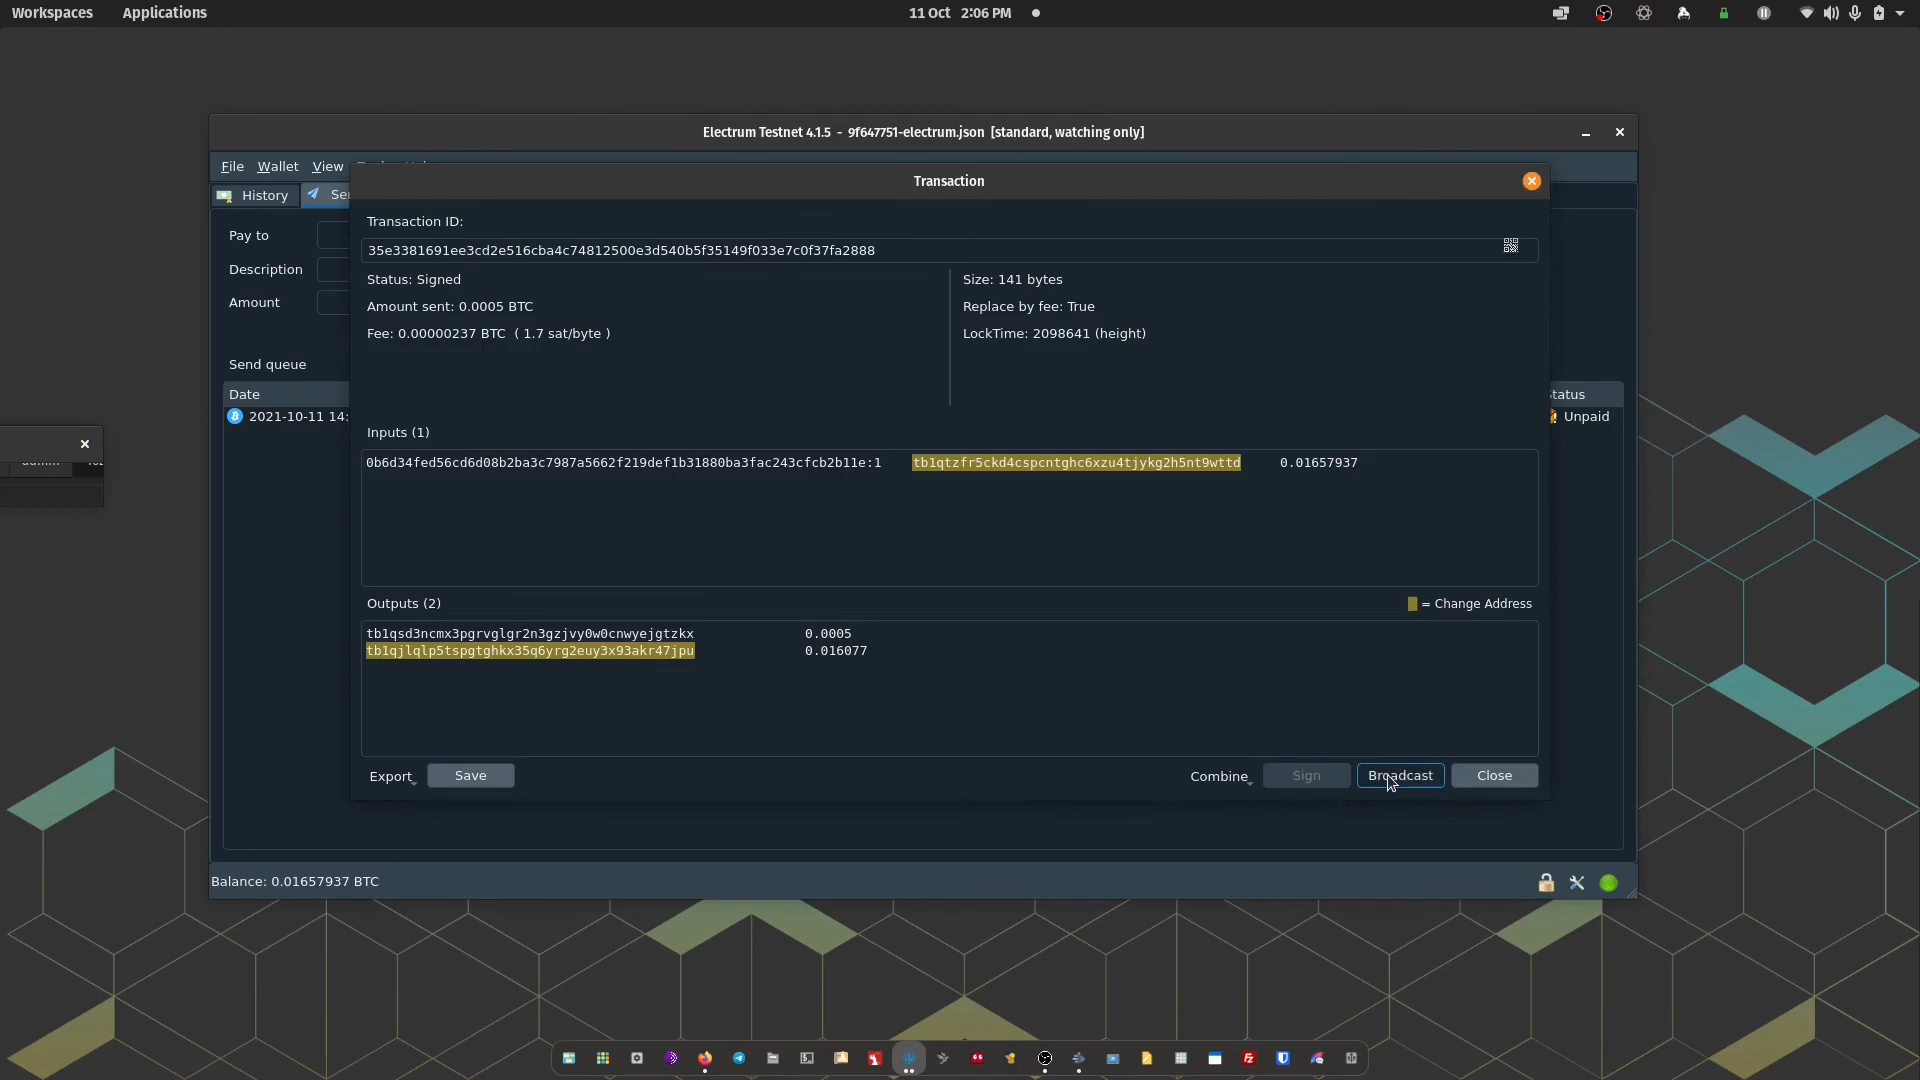 Workspaces Applications 11 Oct 2:06 PM
Electrum Testnet 4.1.5 - 9f647751-electrum.json [standard, watching only]
File Wallet View
History
Transaction
Pay to
Description
Amount
Send queue
Date
2021-10-11 14:
Unpaid
Transaction ID:
35e3381691ee3cd2e516cba4c74812500e3d540b5f35149f033e7c0f37fa2888
Status: Signed Size: 141 bytes
Amount sent: 0.0005 BTC Replace by fee: True
Fee: 0.00000237 BTC ( 1.7 sat/byte ) LockTime: 2098641 (height)
Inputs (1)
0b6d34fed56cd6d08b2ba3c7987a5662f219def1b31880ba3fac243cfcb2b11e:1 tb1qtzfr5ckd4cspcntghc6xzu4tjykg2h5nt9wttd 0.01657937
Outputs (2) = Change Address
tb1qsd3ncmx3pgrvglgr2n3gzjvy0w0cnwyejgtzkx 0.0005
tb1qjlqlp5tspgtghkx35q6yrg2euy3x93akr47jpu 0.016077
Export Save Combine Sign Broadcast Close
Balance: 0.01657937 BTC